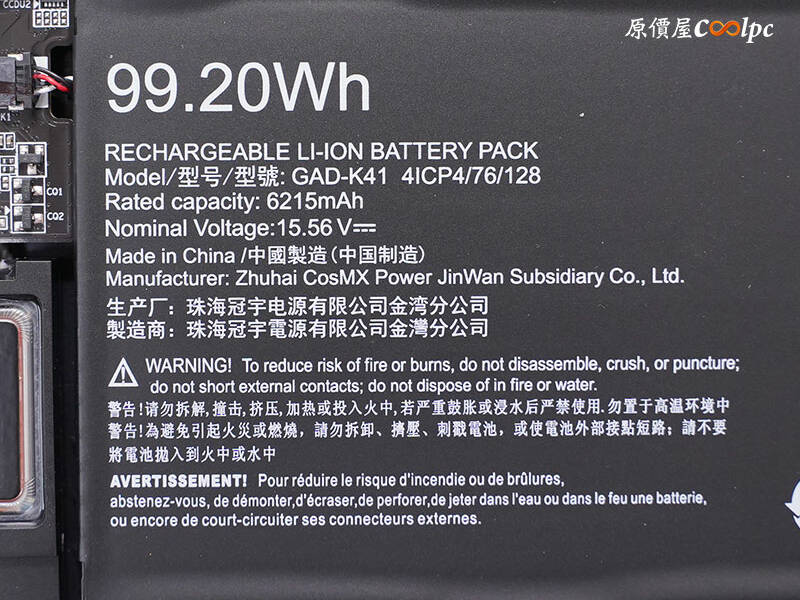 CCDU2
原價屋Coolpc
99.20Wh
K1
RECHARGEABLE LI-ION BATTERY PACK
Model/型号/型號: GAD-K41 4ICP4/76/128
CQ1
Rated capacity: 6215mAh
CQ2
Nominal Voltage:15.56V⎓
Made in China /中國製造(中国制造)
Manufacturer: Zhuhai CosMX Power JinWan Subsidiary Co., Ltd.
生产厂: 珠海冠宇电源有限公司金湾分公司
製造商: 珠海冠宇電源有限公司金灣分公司
WARNING! To reduce risk of fire or burns, do not disassemble, crush, or puncture;
do not short external contacts; do not dispose of in fire or water.
警告!请勿拆解,撞击,挤压,加热或投入火中,若严重鼓胀或浸水后严禁使用.勿置于高温环境中
警告!為避免引起火災或燃燒，請勿拆卸、擠壓、刺戳電池，或使電池外部接點短路；請不要
將電池拋入到火中或水中
AVERTISSEMENT! Pour réduire le risque d'incendie ou de brûlures,
abstenez-vous, de démonter,d'écraser,de perforer,de jeter dans l'eau ou dans le feu une batterie,
ou encore de court-circuiter ses connecteurs externes.